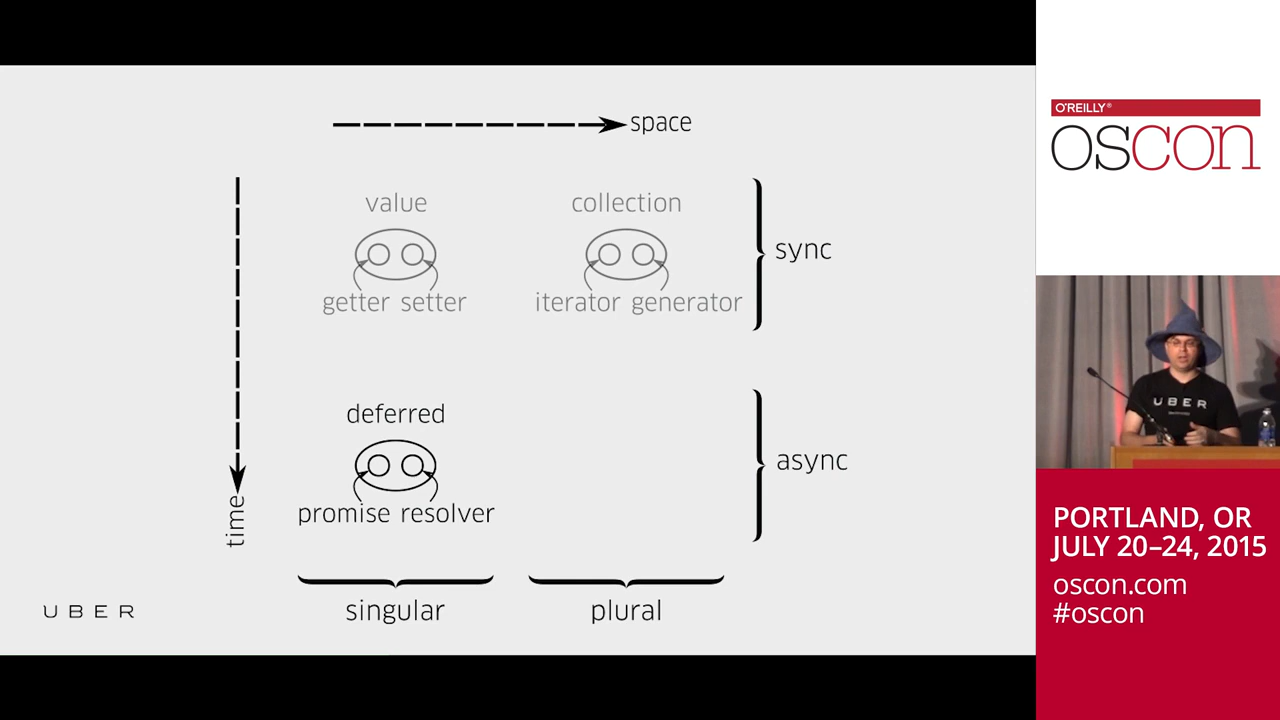 space
value
collection
getter setter
iterator generator
sync
deferred
promise resolver
async
time
singular
plural
UBER
O'REILLY®
OSCON
UBER
PORTLAND, OR
JULY 20–24, 2015
oscon.com
#oscon